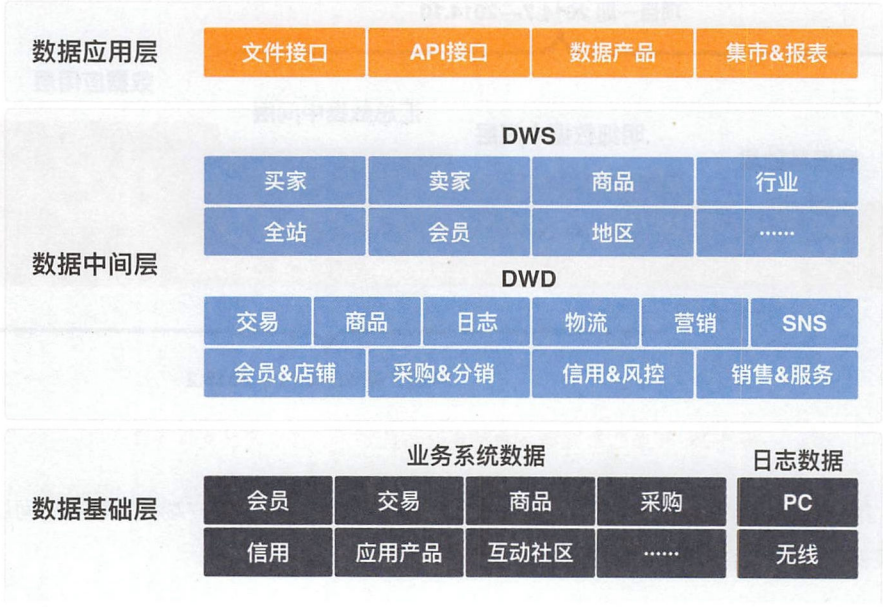 数据应用层
文件接口 API接口 数据产品 集市&报表
数据中间层
DWS
买家 卖家 商品 行业
全站 会员 地区 ……
DWD
交易 商品 日志 物流 营销 SNS
会员&店铺 采购&分销 信用&风控 销售&服务
数据基础层
业务系统数据 日志数据
会员 交易 商品 采购 PC
信用 应用产品 互动社区 …… 无线